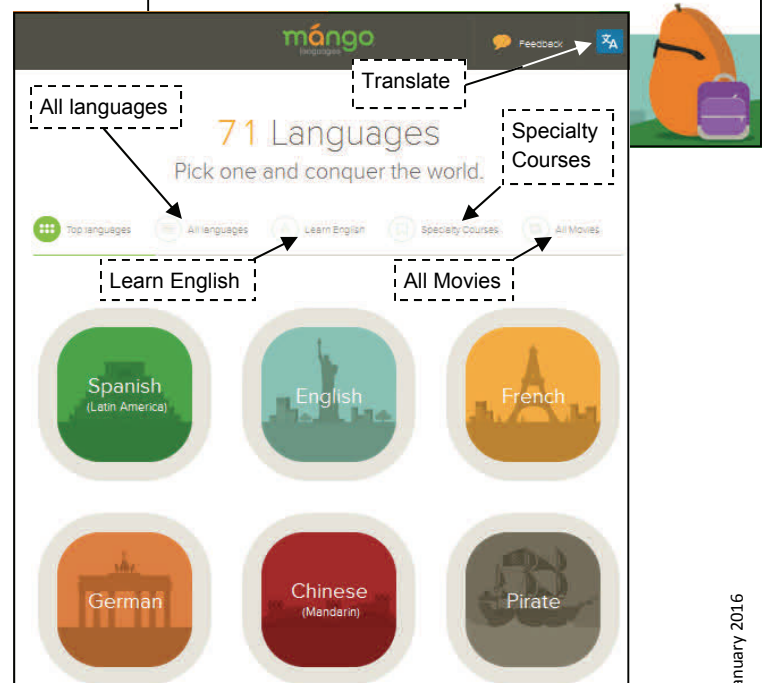 mángo
languages
Feedback
Translate
All languages
71 Languages
Pick one and conquer the world.
Specialty
Courses
Top languages
All languages
Learn English
Specialty Courses
All Movies
Learn English
All Movies
Spanish
(Latin America)
English
French
German
Chinese
(Mandarin)
Pirate
anuary 2016